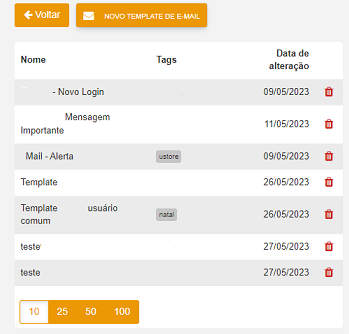 Voltar NOVO TEMPLATE DE E-MAIL
Nome Tags Data de
alteração
- Novo Login 09/05/2023
Mensagem
Importante 11/05/2023
Mail - Alerta ustore 09/05/2023
Template 26/05/2023
Template usuário
comum natal 26/05/2023
teste 27/05/2023
teste 27/05/2023
10 25 50 100